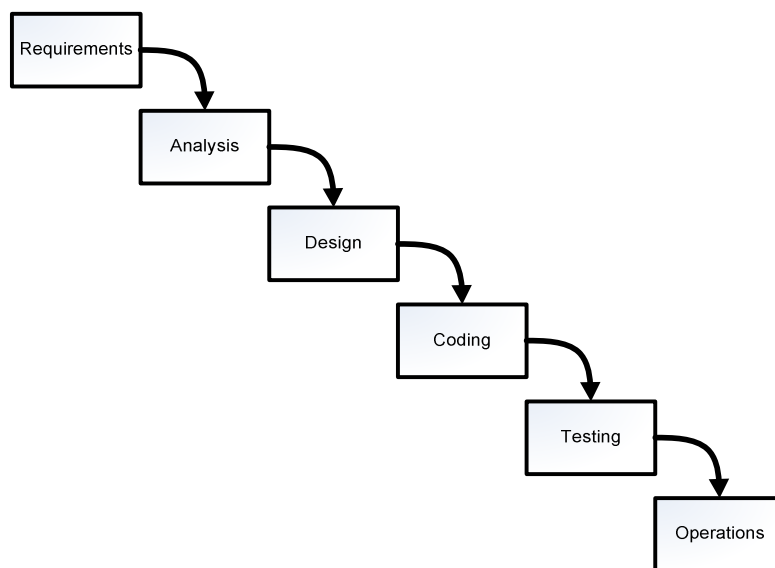 Requirements
Analysis
Design
Coding
Testing
Operations